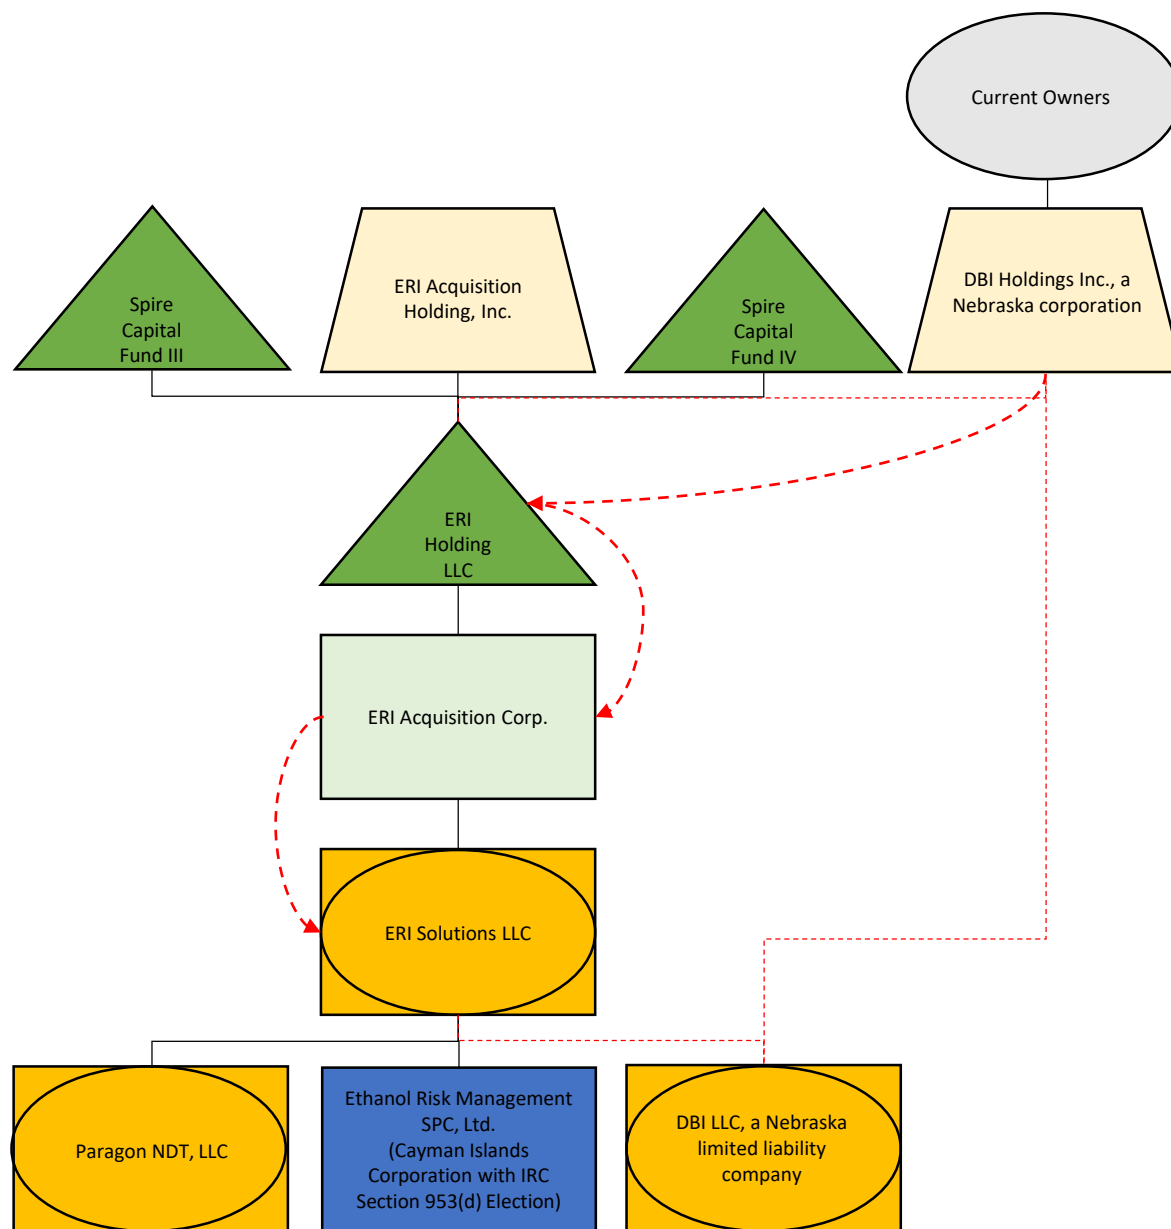 Current Owners
Spire
Capital
Fund III
ERI Acquisition
Holding, Inc.
Spire
Capital
Fund IV
DBI Holdings Inc., a
Nebraska corporation
ERI
Holding
LLC
ERI Acquisition Corp.
ERI Solutions LLC
Paragon NDT, LLC
Ethanol Risk Management
SPC, Ltd.
(Cayman Islands
Corporation with IRC
Section 953(d) Election)
DBI LLC, a Nebraska
limited liability
company